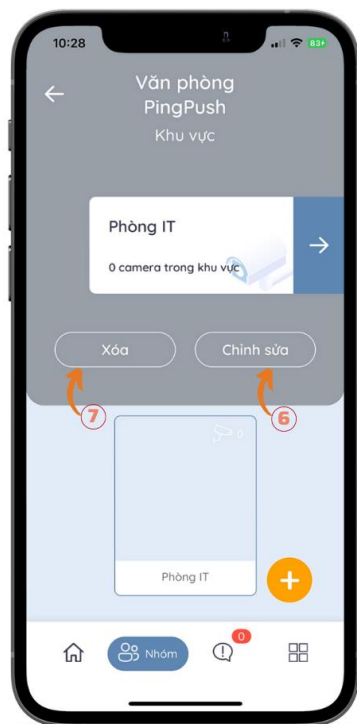 10:28
83
Văn phòng
PingPush
Khu vực
Phòng IT
0 camera trong khu vực
Xóa
Chỉnh sửa
7
6
0
Phòng IT
Nhóm
0